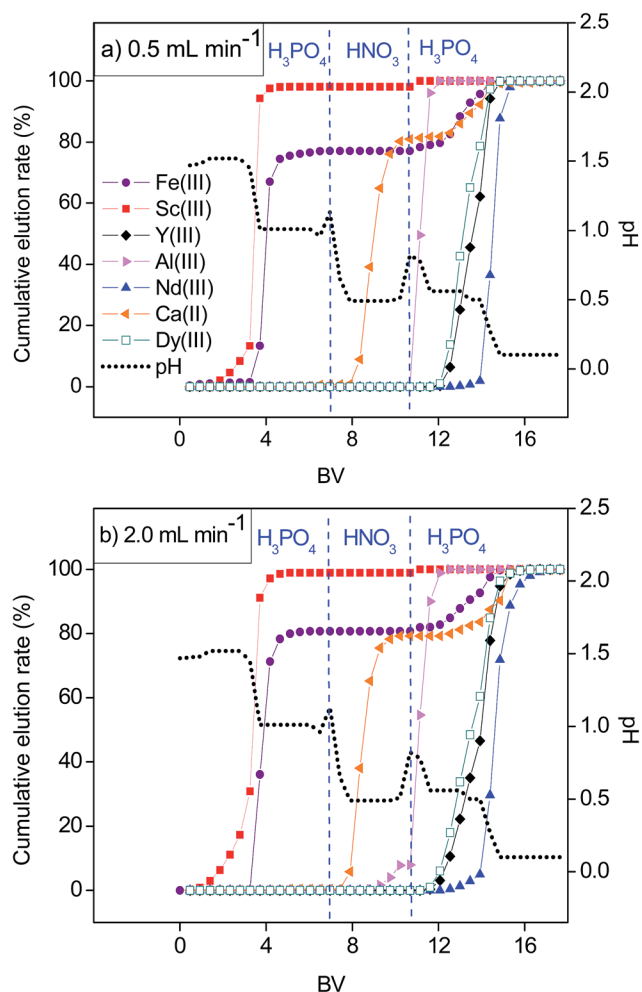 a) 0.5 mL min⁻¹
H₃PO₄ HNO₃ H₃PO₄
Cumulative elution rate (%)
100
80
60
40
20
0
Fe(III)
Sc(III)
Y(III)
Al(III)
Nd(III)
Ca(II)
Dy(III)
pH
2.5
2.0
1.5
1.0
0.5
0.0
pH
0 4 8 12 16
BV
b) 2.0 mL min⁻¹
H₃PO₄ HNO₃ H₃PO₄
Cumulative elution rate (%)
100
80
60
40
20
0
2.5
2.0
1.5
1.0
0.5
0.0
pH
0 4 8 12 16
BV